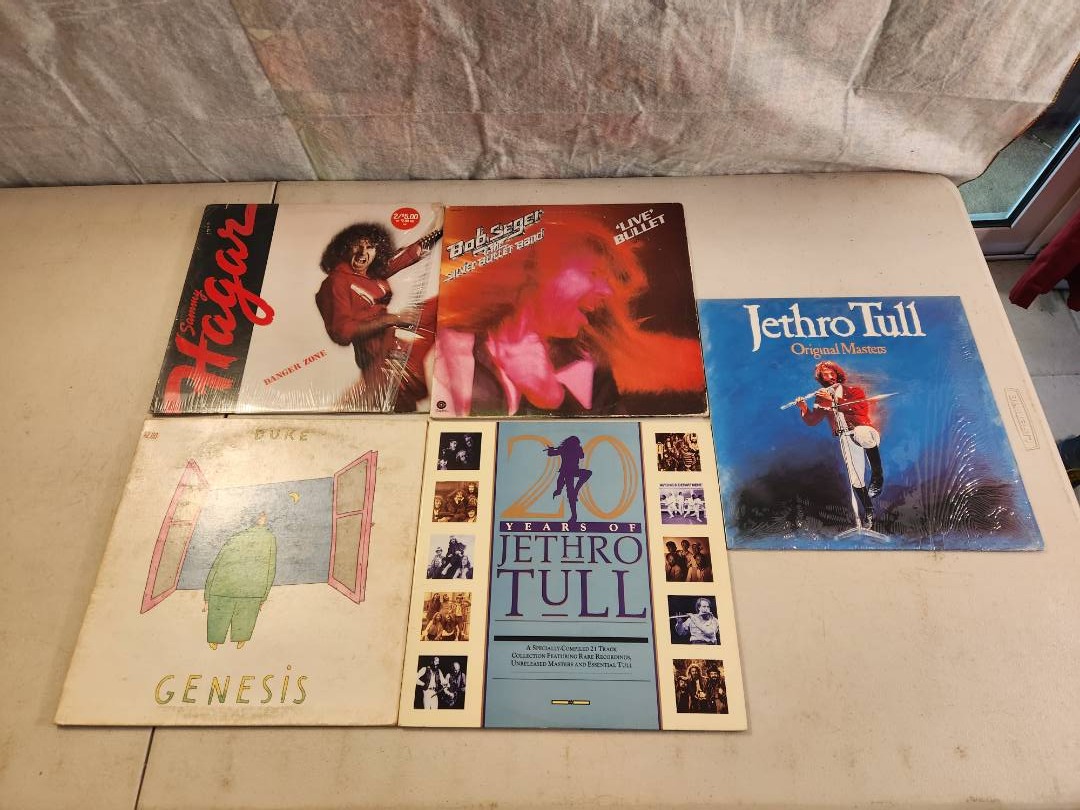 Sammy
Hagar
DANGER ZONE
2/$5.00
Bob Seger
& The
Silver Bullet Band
'LIVE'
BULLET
Jethro Tull
Original Masters
DUKE
GENESIS
20
YEARS OF
JETHRO
TULL
A SPECIALLY COMPILED 21 TRACK
COLLECTION FEATURING RARE RECORDINGS,
UNRELEASED MASTERS AND ESSENTIAL TULL